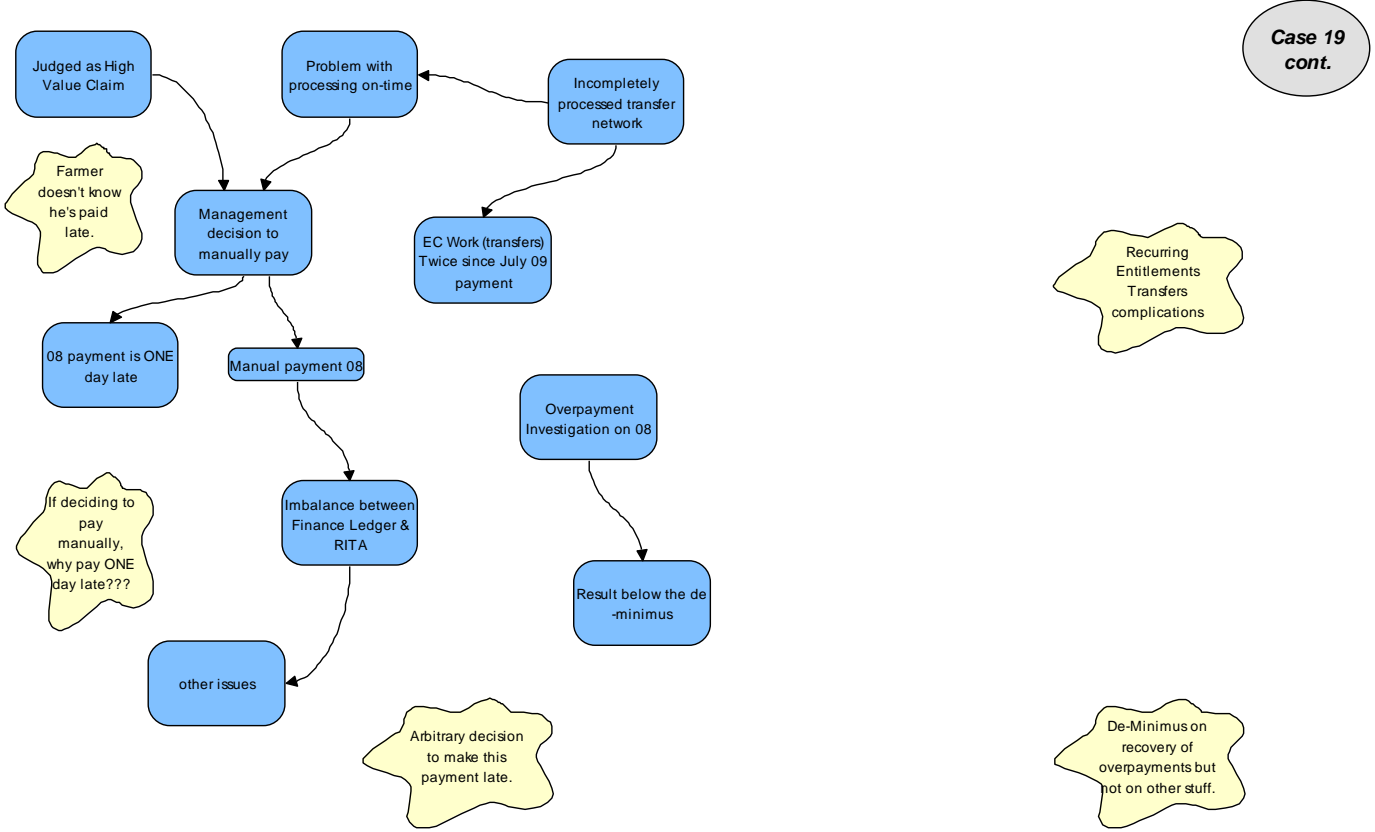 Case 19
cont.
Judged as High
Value Claim
Problem with
processing on-time
Incompletely
processed transfer
network
Farmer
doesn't know
he's paid
late.
Management
decision to
manually pay
EC Work (transfers)
Twice since July 09
payment
Recurring
Entitlements
Transfers
complications
08 payment is ONE
day late
Manual payment 08
Overpayment
Investigation on 08
If deciding to
pay
manually,
why pay ONE
day late???
Imbalance between
Finance Ledger &
RITA
Result below the de
-minimus
other issues
Arbitrary decision
to make this
payment late.
De-Minimus on
recovery of
overpayments but
not on other stuff.